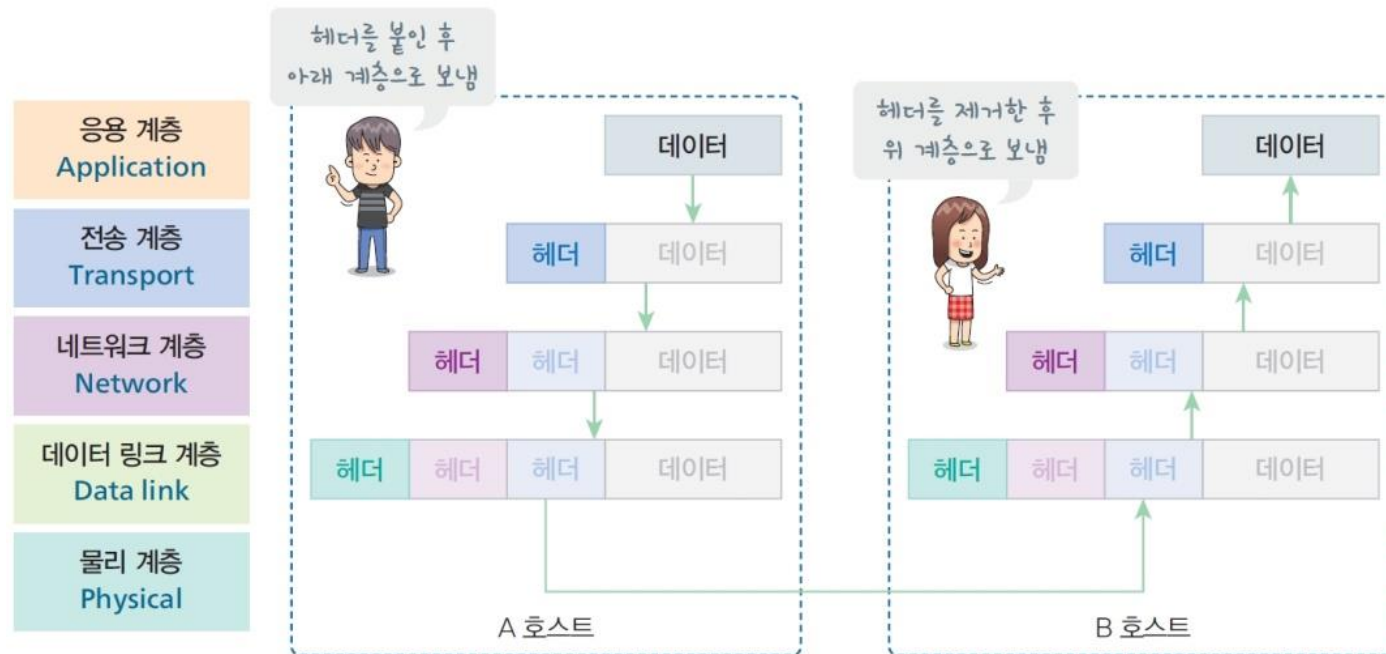 헤더를 붙인 후
아래 계층으로 보냄
헤더를 제거한 후
위 계층으로 보냄
응용 계층
Application
데이터
데이터
전송 계층
Transport
헤더 데이터
헤더 데이터
네트워크 계층
Network
헤더 헤더 데이터
헤더 헤더 데이터
데이터 링크 계층
Data link
헤더 헤더 헤더 데이터
헤더 헤더 헤더 데이터
물리 계층
Physical
A 호스트
B 호스트